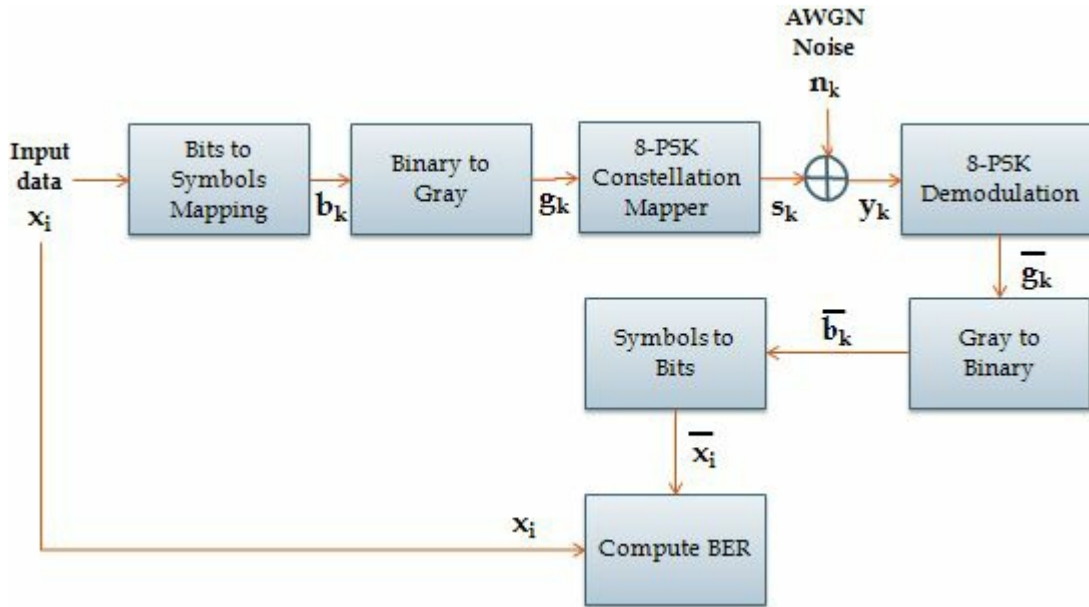 AWGN
Noise
n_k
Input
data
x_i
Bits to
Symbols
Mapping
b_k
Binary to
Gray
g_k
8-PSK
Constellation
Mapper
s_k
y_k
8-PSK
Demodulation
g̅_k
Gray to
Binary
b̅_k
Symbols to
Bits
x̅_i
x_i
Compute BER